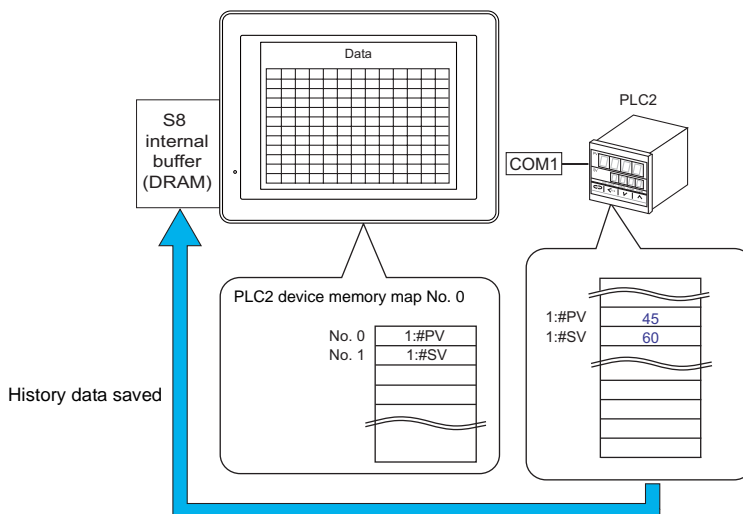 Data
S8
internal
buffer
(DRAM)
PLC2
COM1
PLC2 device memory map No. 0
No. 0 1:#PV
No. 1 1:#SV
1:#PV 45
1:#SV 60
History data saved